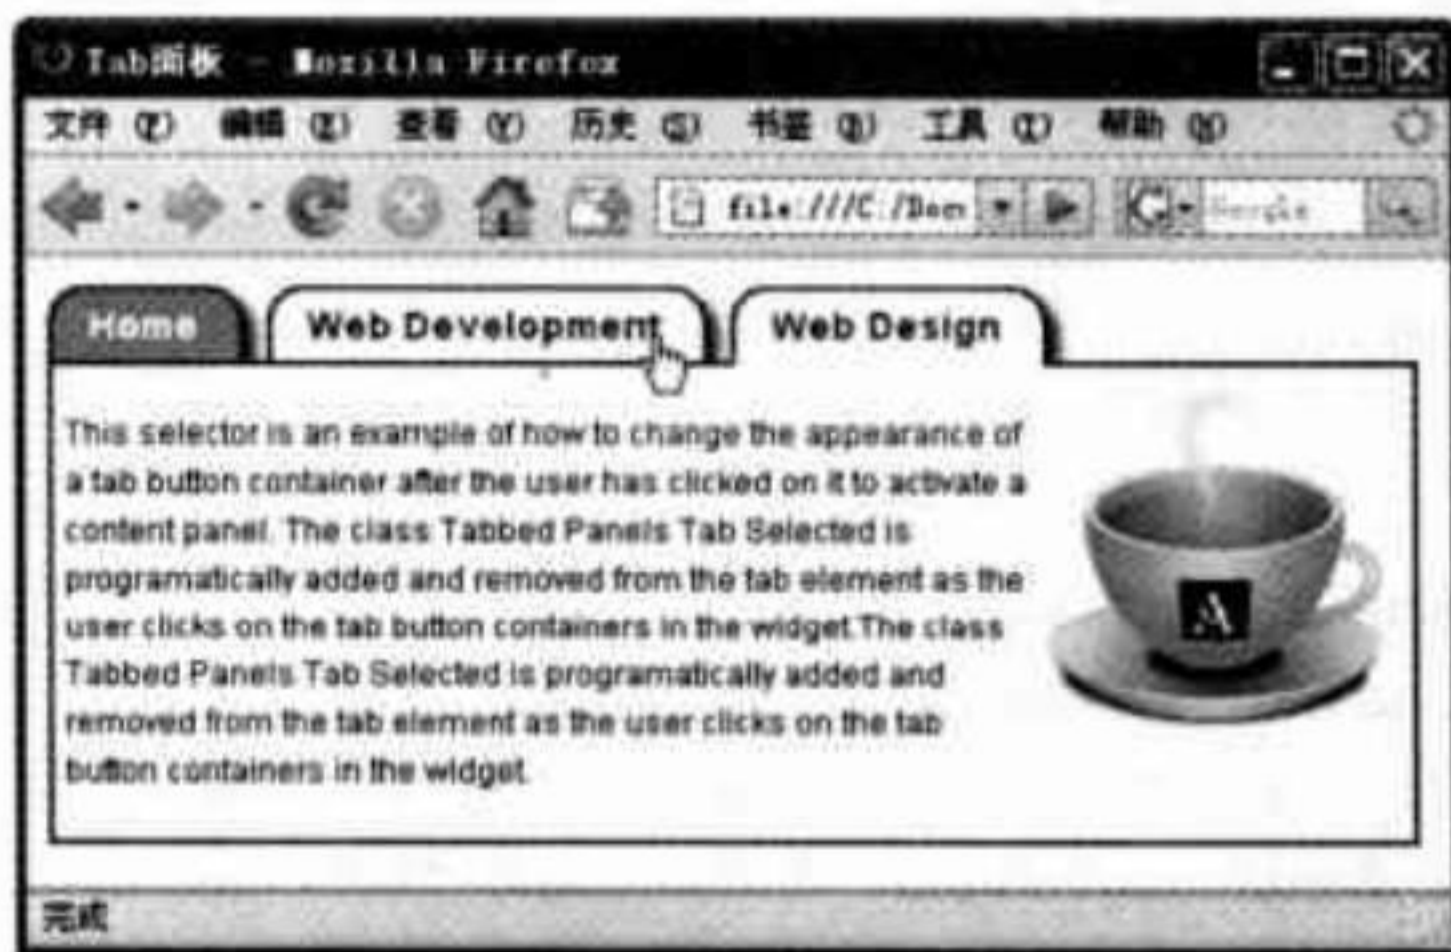 Tab面板 - Mozilla Firefox
文件 (F) 编辑 (E) 查看 (V) 历史 (S) 书签 (B) 工具 (T) 帮助 (H)
file:///C:/Docu Google
Home Web Development Web Design
This selector is an example of how to change the appearance of
a tab button container after the user has clicked on it to activate a
content panel. The class Tabbed Panels Tab Selected is
programatically added and removed from the tab element as the
user clicks on the tab button containers in the widget.The class
Tabbed Panels Tab Selected is programatically added and
removed from the tab element as the user clicks on the tab
button containers in the widget.
A
完成